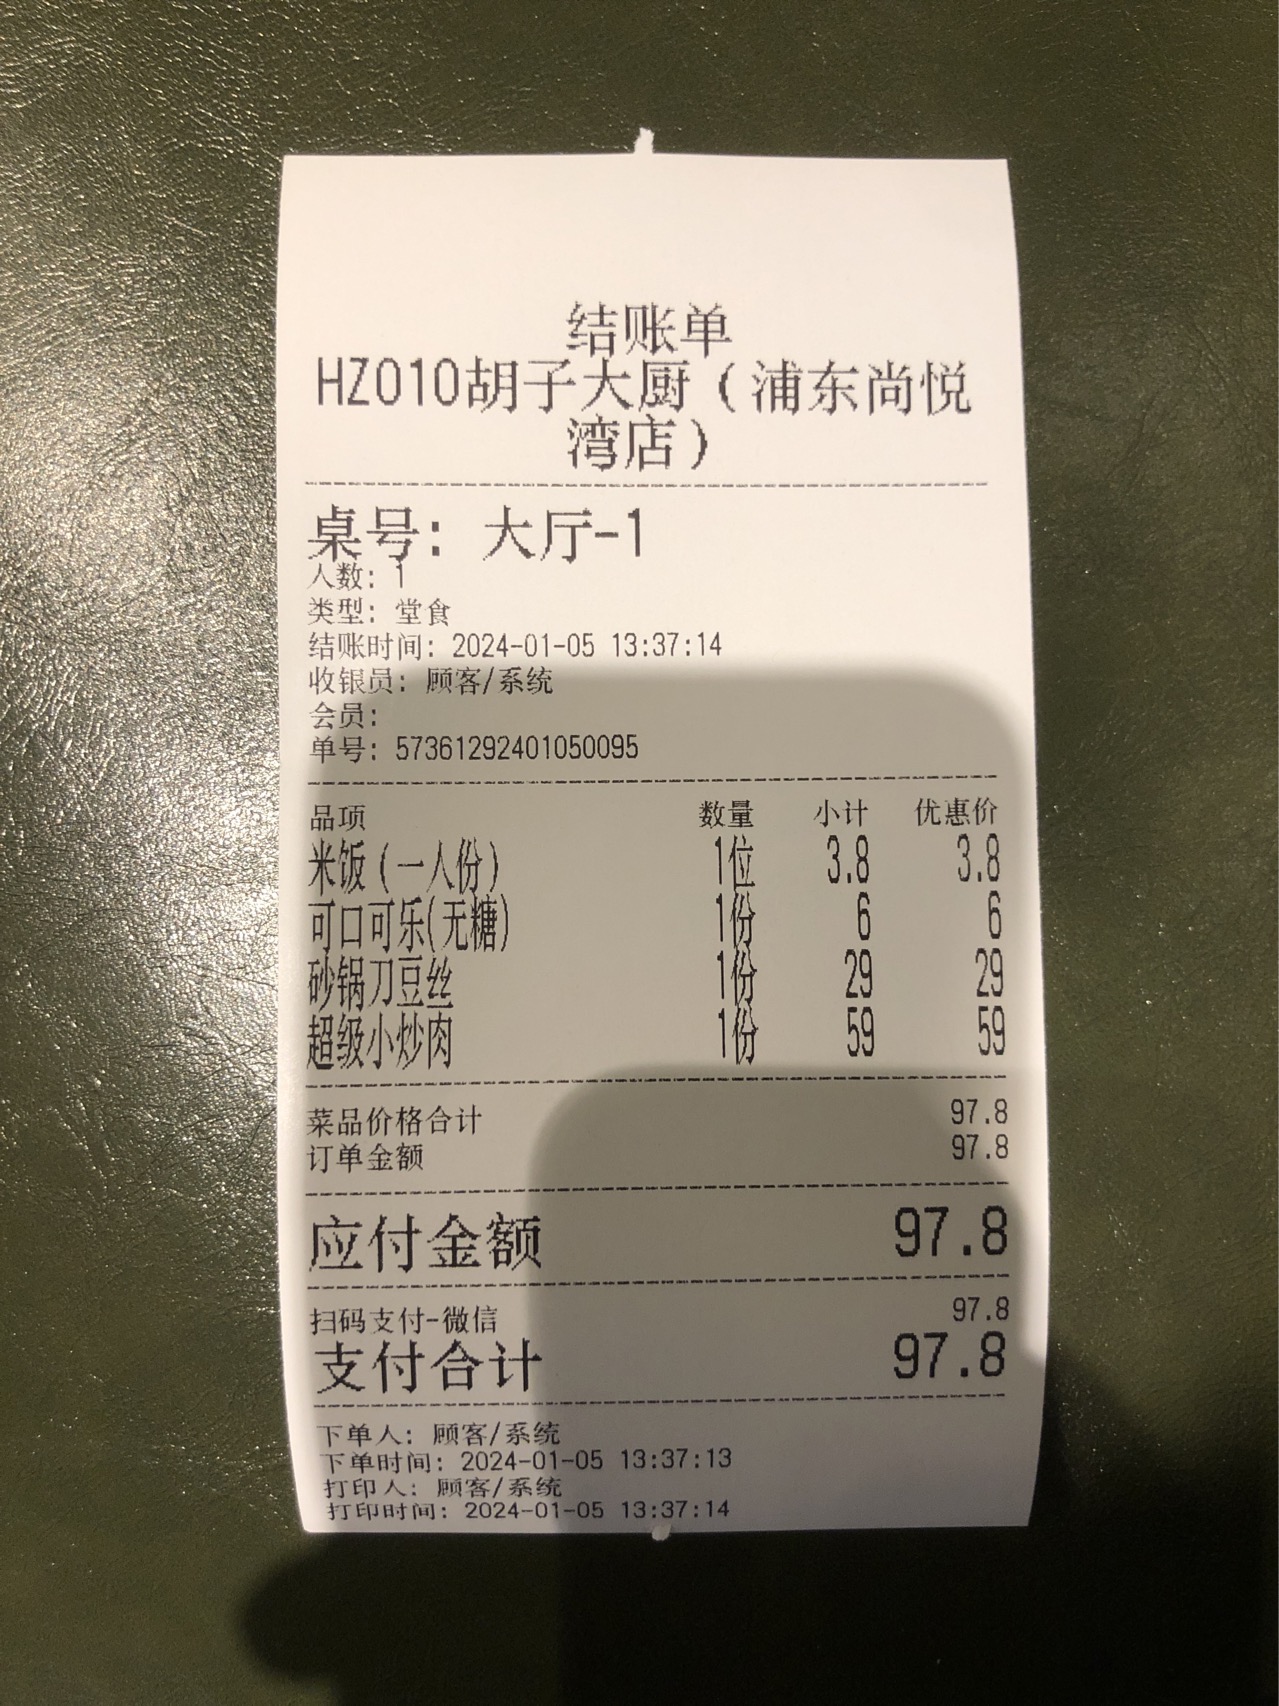 结账单
HZ010胡子大厨（浦东尚悦
湾店）
桌号：大厅-1
人数：1
类型：堂食
结账时间：2024-01-05 13:37:14
收银员：顾客/系统
会员：
单号：57361292401050095
品项 数量 小计 优惠价
米饭（一人份） 1位 3.8 3.8
可口可乐(无糖) 1份 6 6
砂锅刀豆丝 1份 29 29
超级小炒肉 1份 59 59
菜品价格合计 97.8
订单金额 97.8
应付金额 97.8
扫码支付-微信 97.8
支付合计 97.8
下单人：顾客/系统
下单时间：2024-01-05 13:37:13
打印人：顾客/系统
打印时间：2024-01-05 13:37:14